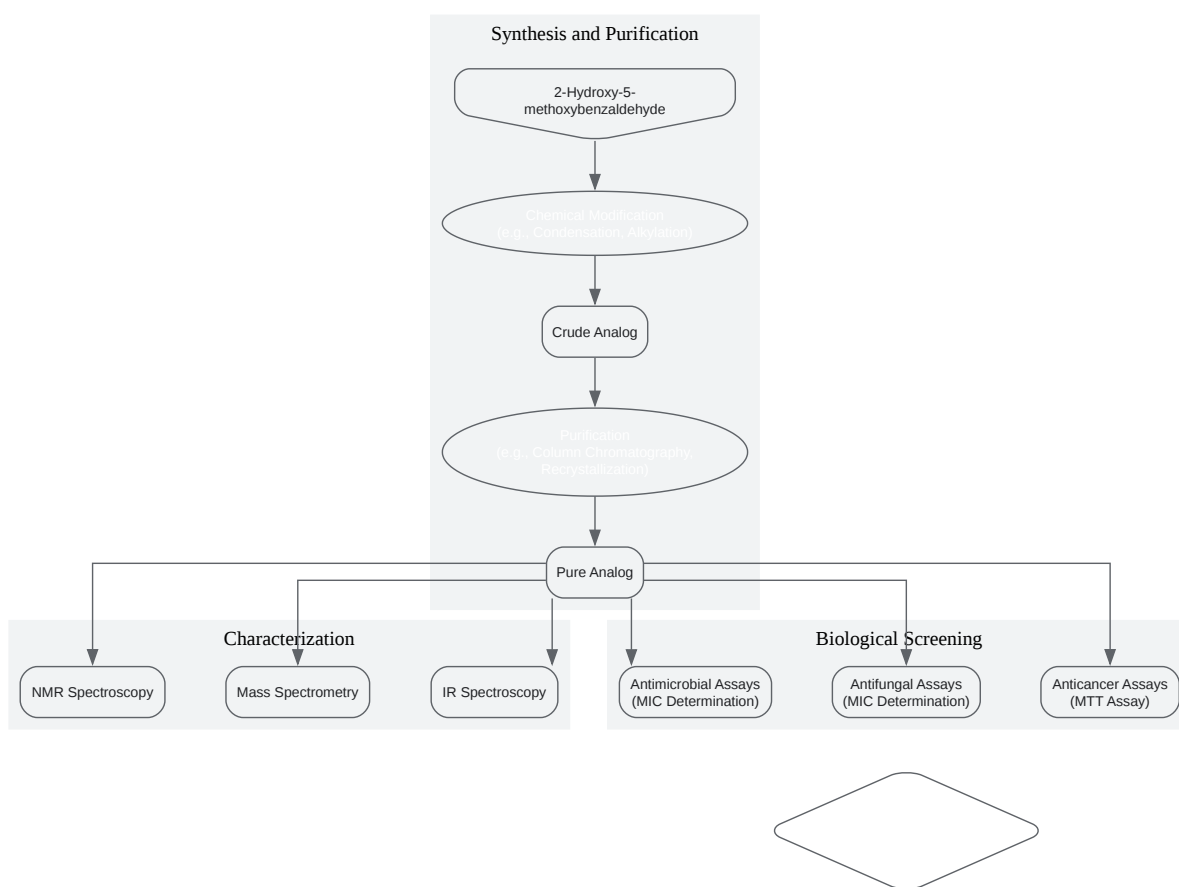 Synthesis and Purification
2-Hydroxy-5-
methoxybenzaldehyde
Chemical Modification
(e.g., Condensation, Alkylation)
Crude Analog
Purification
(e.g., Column Chromatography,
Recrystallization)
Pure Analog
Characterization
NMR Spectroscopy
Mass Spectrometry
IR Spectroscopy
Biological Screening
Antimicrobial Assays
(MIC Determination)
Antifungal Assays
(MIC Determination)
Anticancer Assays
(MTT Assay)